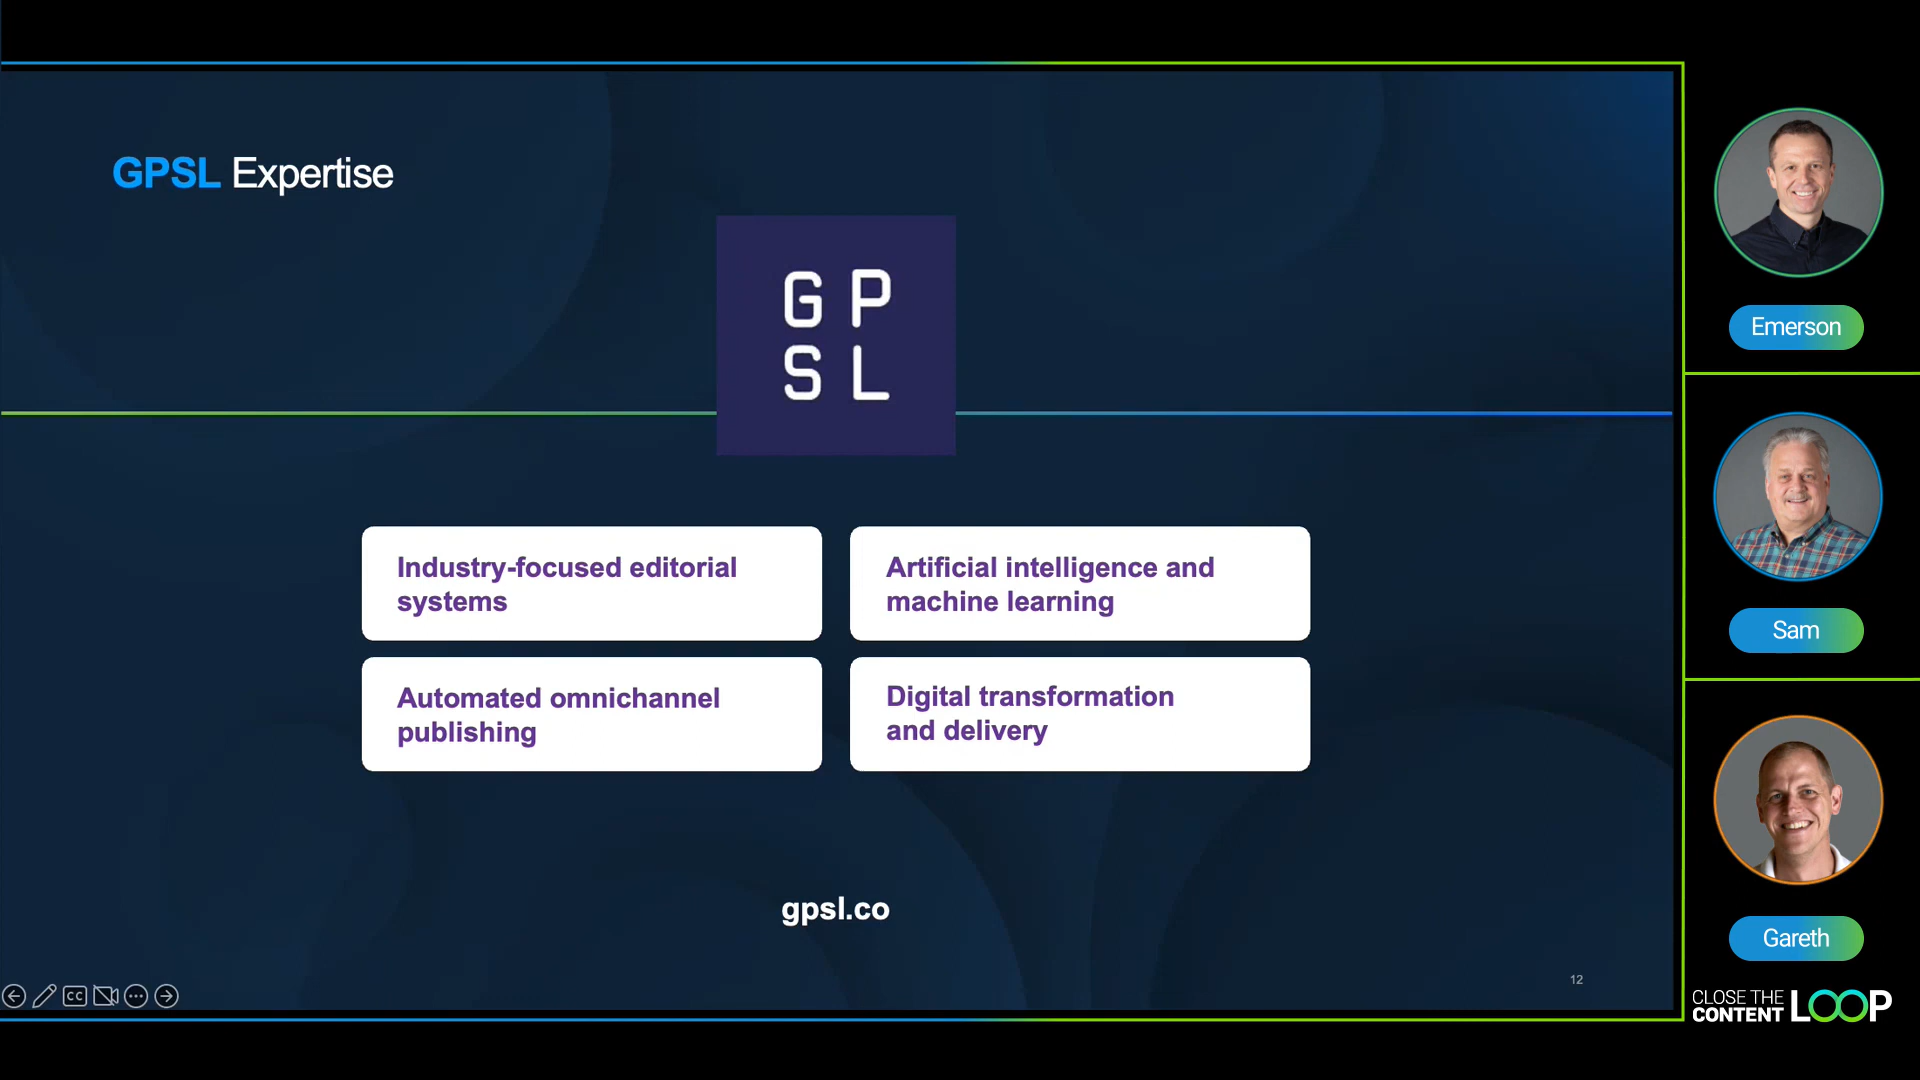 GPSL Expertise
G P
S L
Industry-focused editorial
systems
Artificial intelligence and
machine learning
Automated omnichannel
publishing
Digital transformation
and delivery
gpsl.co
12
CC
Emerson
Sam
Gareth
CLOSE THE
CONTENT LOOP